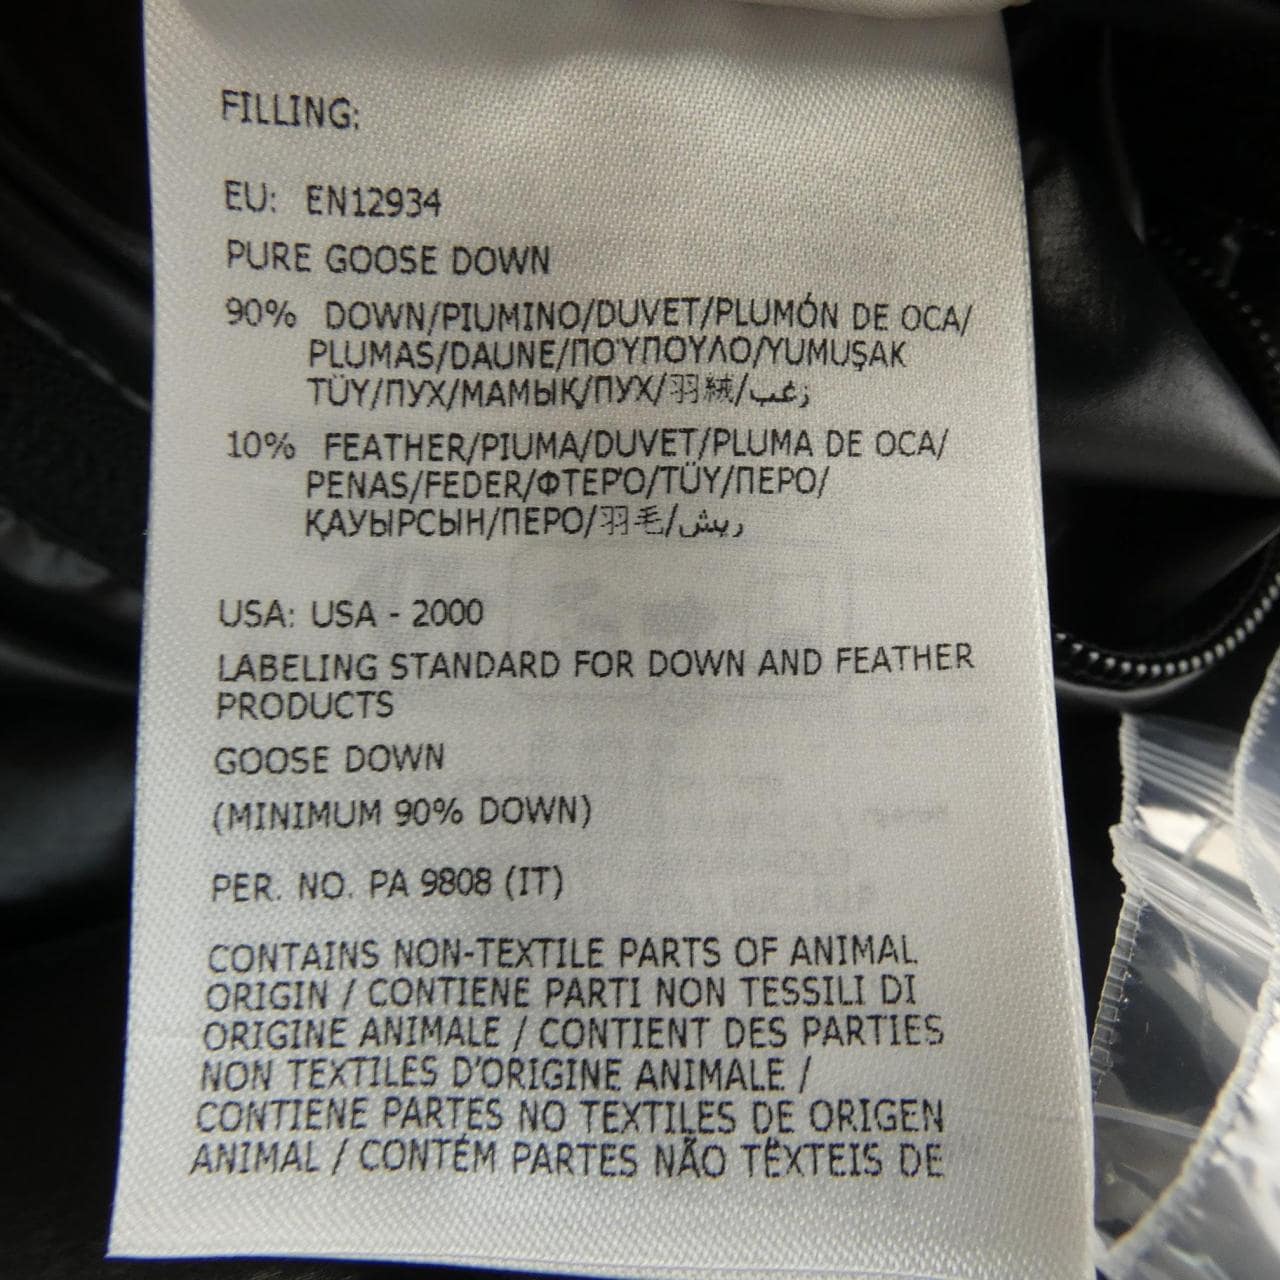 FILLING:
EU: EN12934
PURE GOOSE DOWN
90% DOWN/PIUMINO/DUVET/PLUMÓN DE OCA/
PLUMAS/DAUNE/ΠΟΎΠΟΥΛΟ/YUMUŞAK
TÜY/ПУХ/МАМЫҚ/ПУХ/羽絨/زغب
10% FEATHER/PIUMA/DUVET/PLUMA DE OCA/
PENAS/FEDER/ΦΤΕΡΌ/TÜY/ПЕРО/
ҚАУЫРСЫН/ПЕРО/羽毛/ريش
USA: USA - 2000
LABELING STANDARD FOR DOWN AND FEATHER
PRODUCTS
GOOSE DOWN
(MINIMUM 90% DOWN)
PER. NO. PA 9808 (IT)
CONTAINS NON-TEXTILE PARTS OF ANIMAL
ORIGIN / CONTIENE PARTI NON TESSILI DI
ORIGINE ANIMALE / CONTIENT DES PARTIES
NON TEXTILES D'ORIGINE ANIMALE /
CONTIENE PARTES NO TEXTILES DE ORIGEN
ANIMAL / CONTÉM PARTES NÃO TÊXTEIS DE